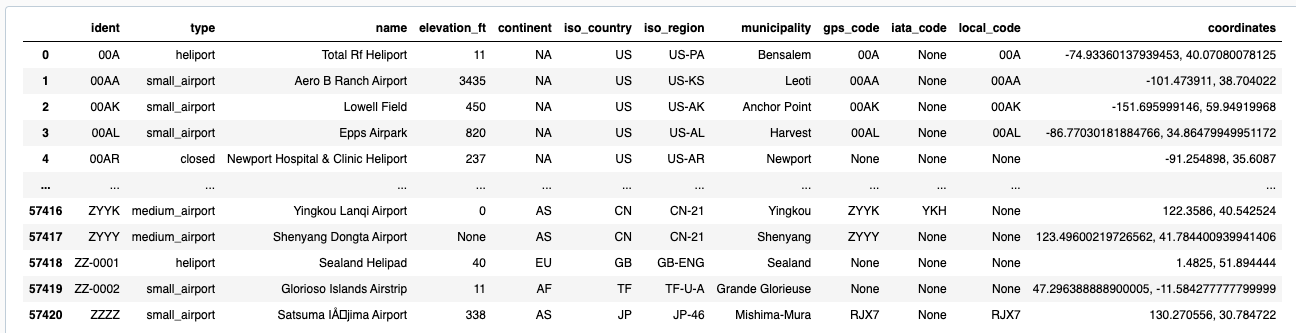 ident type name elevation_ft continent iso_country iso_region municipality gps_code iata_code local_code coordinates
0 00A heliport Total Rf Heliport 11 NA US US-PA Bensalem 00A None 00A -74.93360137939453, 40.07080078125
1 00AA small_airport Aero B Ranch Airport 3435 NA US US-KS Leoti 00AA None 00AA -101.473911, 38.704022
2 00AK small_airport Lowell Field 450 NA US US-AK Anchor Point 00AK None 00AK -151.695999146, 59.94919968
3 00AL small_airport Epps Airpark 820 NA US US-AL Harvest 00AL None 00AL -86.77030181884766, 34.86479949951172
4 00AR closed Newport Hospital & Clinic Heliport 237 NA US US-AR Newport None None None -91.254898, 35.6087
... ... ... ... ... ... ... ... ... ... ... ... ...
57416 ZYYK medium_airport Yingkou Lanqi Airport 0 AS CN CN-21 Yingkou ZYYK YKH None 122.3586, 40.542524
57417 ZYYY medium_airport Shenyang Dongta Airport None AS CN CN-21 Shenyang ZYYY None None 123.49600219726562, 41.784400939941406
57418 ZZ-0001 heliport Sealand Helipad 40 EU GB GB-ENG Sealand None None None 1.4825, 51.894444
57419 ZZ-0002 small_airport Glorioso Islands Airstrip 11 AF TF TF-U-A Grande Glorieuse None None None 47.296388888900005, -11.584277777799999
57420 ZZZZ small_airport Satsuma IÅ�jima Airport 338 AS JP JP-46 Mishima-Mura RJX7 None RJX7 130.270556, 30.784722